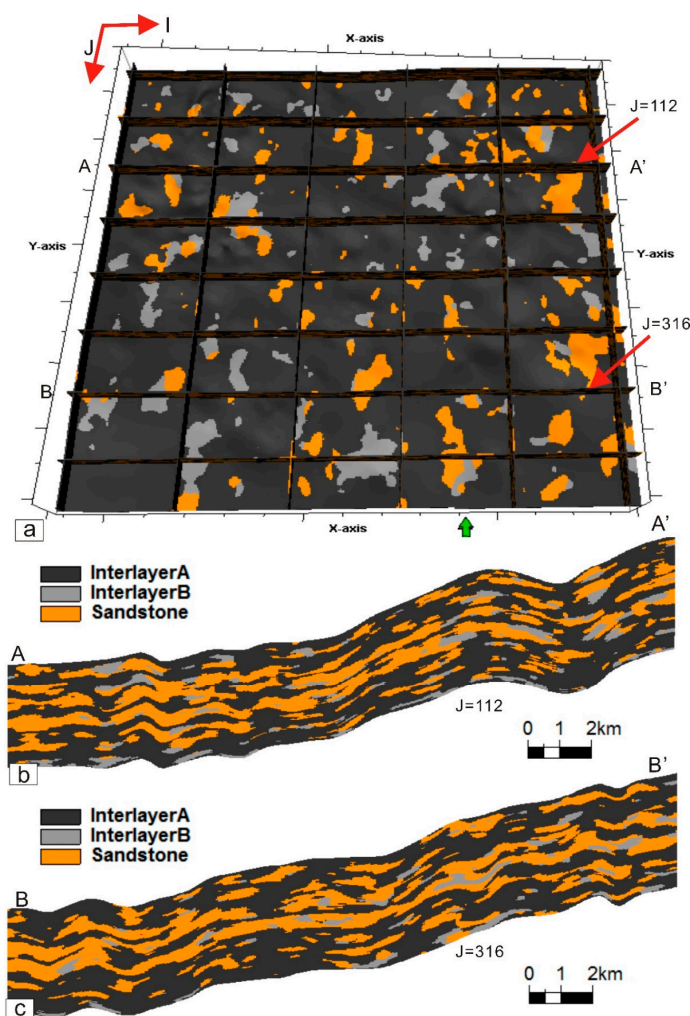 I
J
X-axis
J=112
A
A’
Y-axis
Y-axis
J=316
B
B’
a
X-axis
A’
InterlayerA
InterlayerB
Sandstone
A
J=112
0 1 2km
b
B’
InterlayerA
InterlayerB
Sandstone
B
J=316
0 1 2km
c